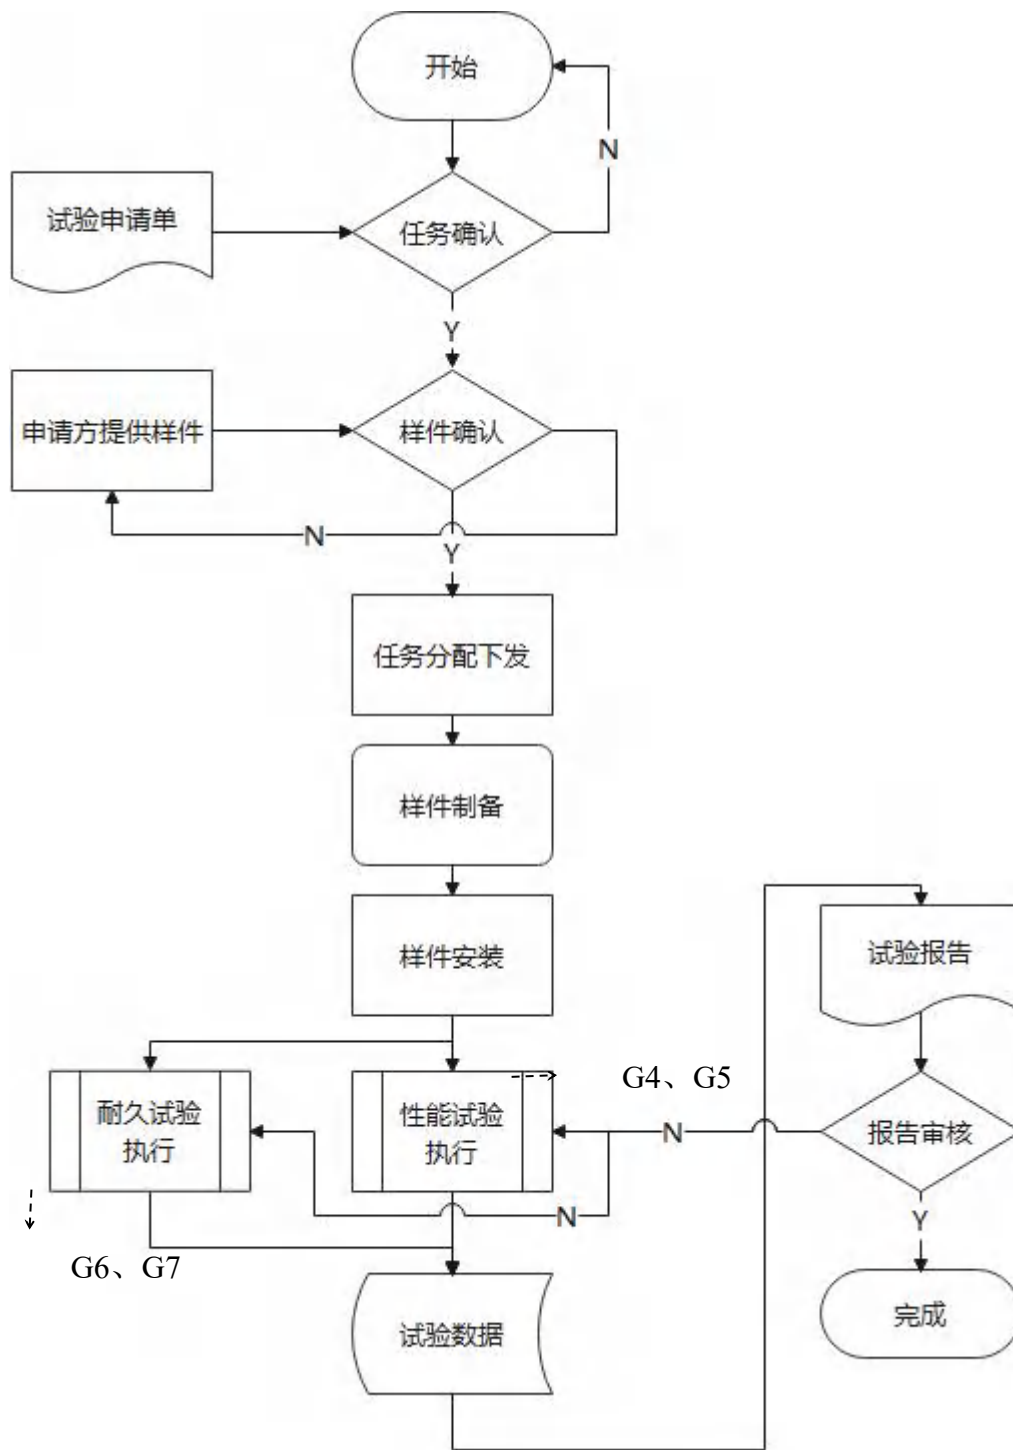 开始
N
试验申请单
任务确认
Y
申请方提供样件
样件确认
N
Y
任务分配下发
样件制备
样件安装
试验报告
G4、G5
耐久试验
执行
性能试验
执行
N
报告审核
N
Y
G6、G7
试验数据
完成